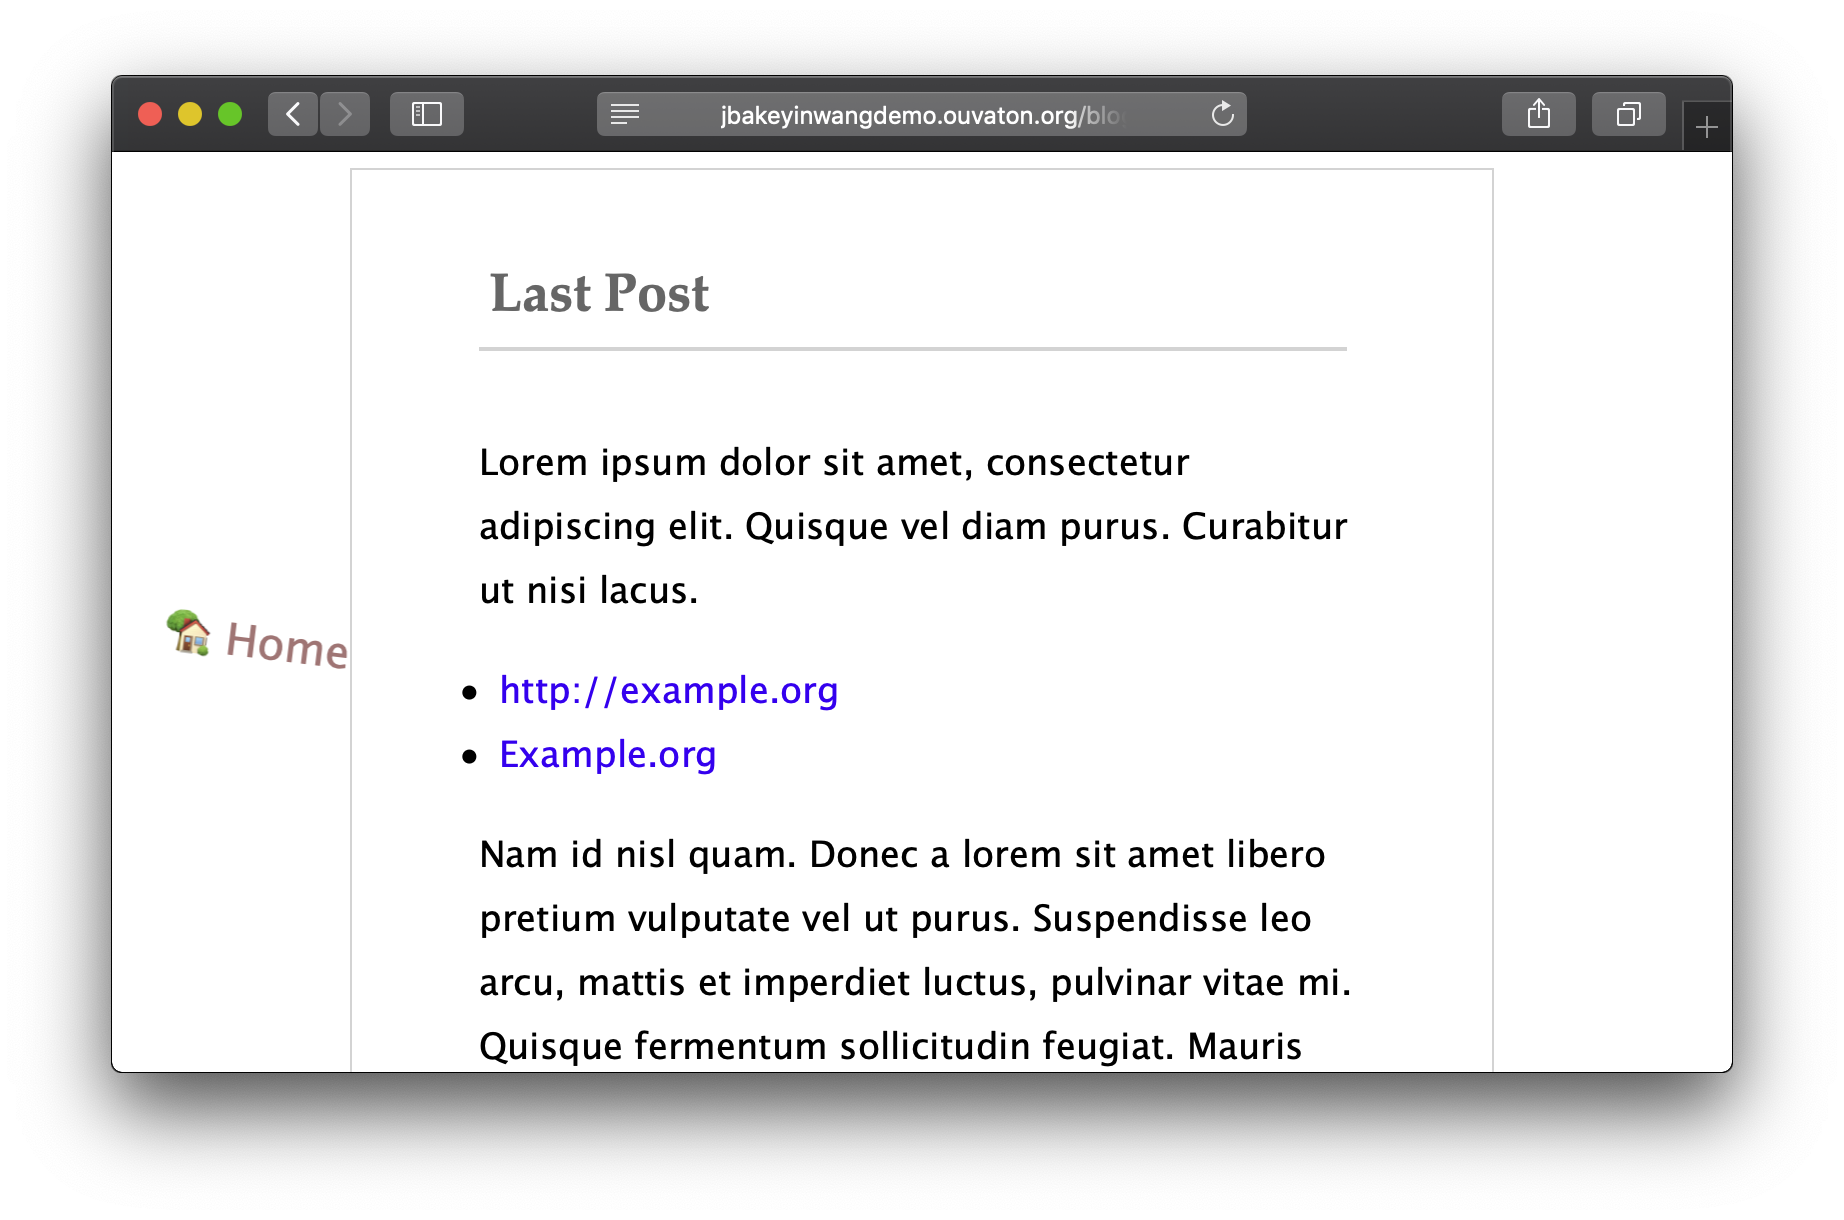 jbakeyinwangdemo.ouvaton.org/blo
Last Post
Lorem ipsum dolor sit amet, consectetur
adipiscing elit. Quisque vel diam purus. Curabitur
ut nisi lacus.
Home
http://example.org
Example.org
Nam id nisl quam. Donec a lorem sit amet libero
pretium vulputate vel ut purus. Suspendisse leo
arcu, mattis et imperdiet luctus, pulvinar vitae mi.
Quisque fermentum sollicitudin feugiat. Mauris